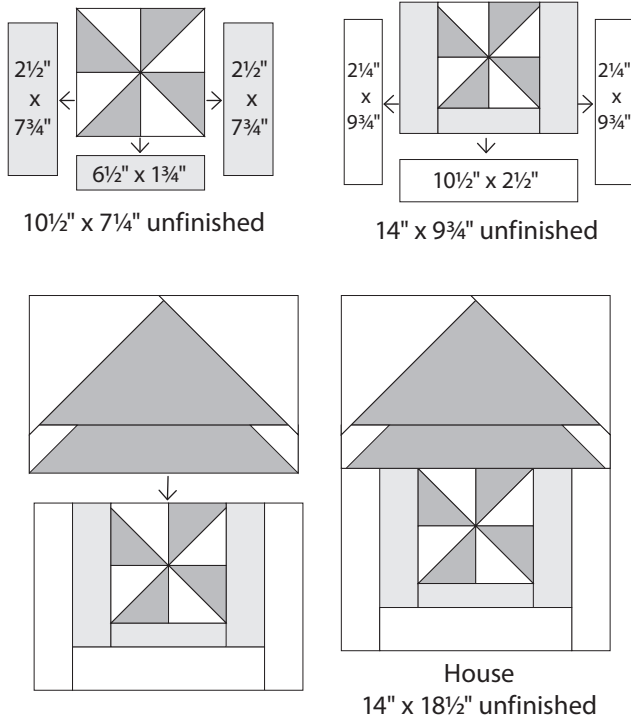 2½"
x
7¾"
2½"
x
7¾"
6½" x 1¾"
10½" x 7¼" unfinished
2¼"
x
9¾"
2¼"
x
9¾"
10½" x 2½"
14" x 9¾" unfinished
House
14" x 18½" unfinished